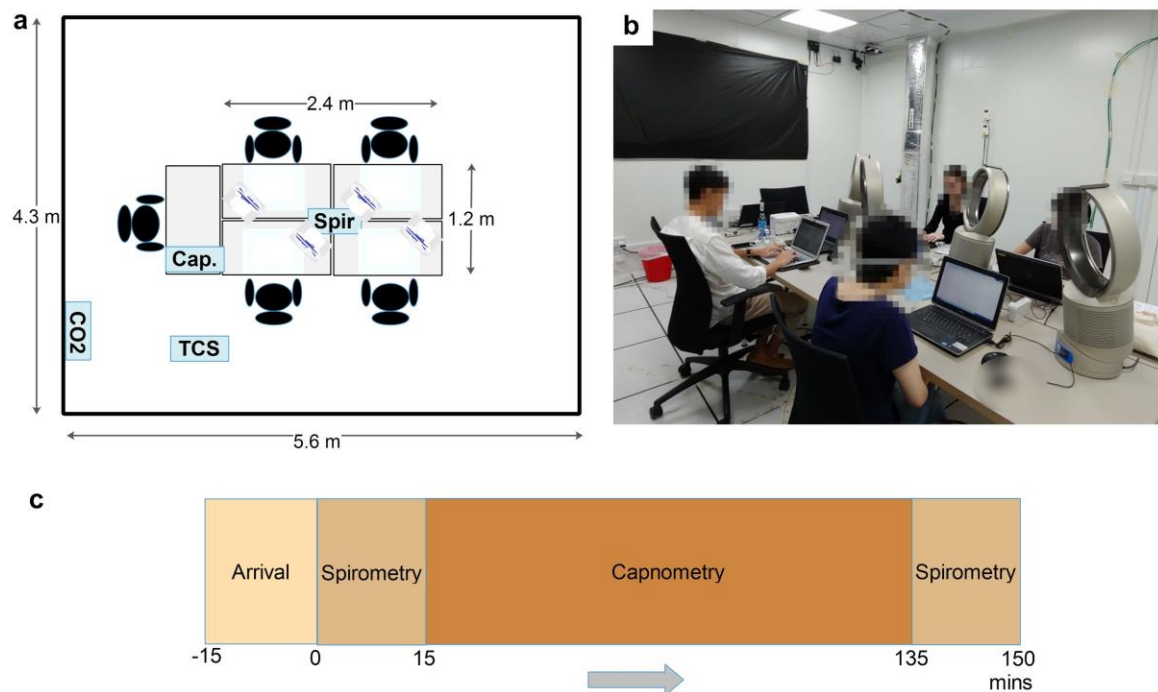 a
2.4 m
4.3 m
1.2 m
Spir
Cap.
CO2
TCS
5.6 m
b
c
Arrival
Spirometry
Capnometry
Spirometry
-15
0
15
135
150
mins